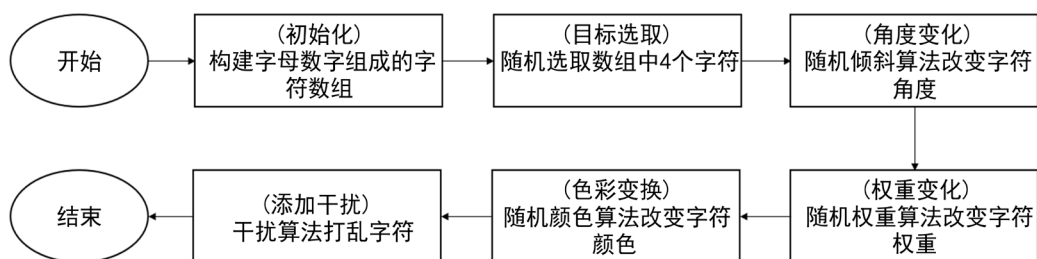 开始
(初始化)
构建字母数字组成的字
符数组
(目标选取)
随机选取数组中4个字符
(角度变化)
随机倾斜算法改变字符
角度
(权重变化)
随机权重算法改变字符
权重
(色彩变换)
随机颜色算法改变字符
颜色
(添加干扰)
干扰算法打乱字符
结束